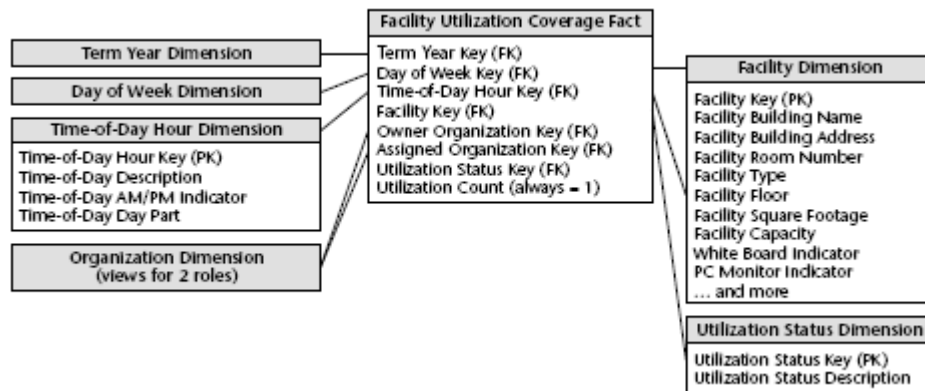 Facility Utilization Coverage Fact
Term Year Key (FK)
Day of Week Key (FK)
Time-of-Day Hour Key (FK)
Facility Key (FK)
Owner Organization Key (FK)
Assigned Organization Key (FK)
Utilization Status Key (FK)
Utilization Count (always = 1)
Term Year Dimension
Day of Week Dimension
Time-of-Day Hour Dimension
Time-of-Day Hour Key (PK)
Time-of-Day Description
Time-of-Day AM/PM Indicator
Time-of-Day Day Part
Organization Dimension
(views for 2 roles)
Facility Dimension
Facility Key (PK)
Facility Building Name
Facility Building Address
Facility Room Number
Facility Type
Facility Floor
Facility Square Footage
Facility Capacity
White Board Indicator
PC Monitor Indicator
... and more
Utilization Status Dimension
Utilization Status Key (PK)
Utilization Status Description